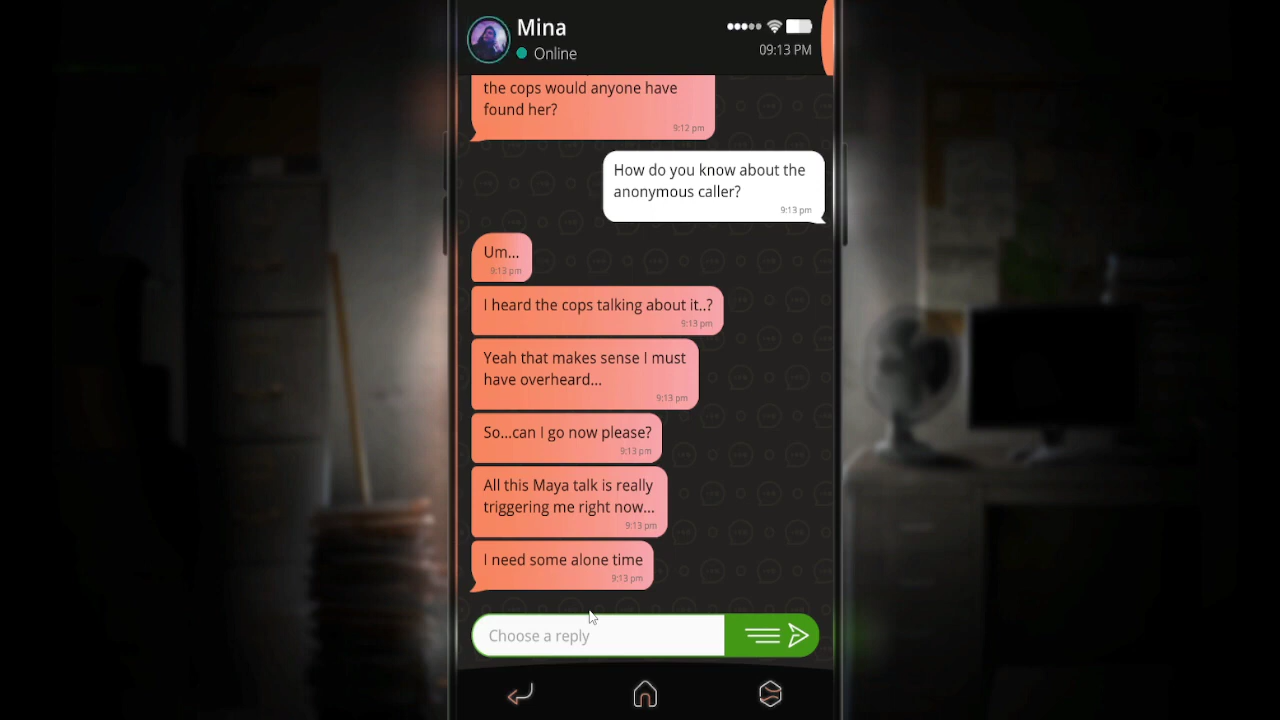 Mina
Online
09:13 PM
the cops would anyone have
found her?
9:12 pm
How do you know about the
anonymous caller?
9:13 pm
Um...
9:13 pm
I heard the cops talking about it..?
9:13 pm
Yeah that makes sense I must
have overheard...
9:13 pm
So...can I go now please?
9:13 pm
All this Maya talk is really
triggering me right now...
9:13 pm
I need some alone time
9:13 pm
Choose a reply